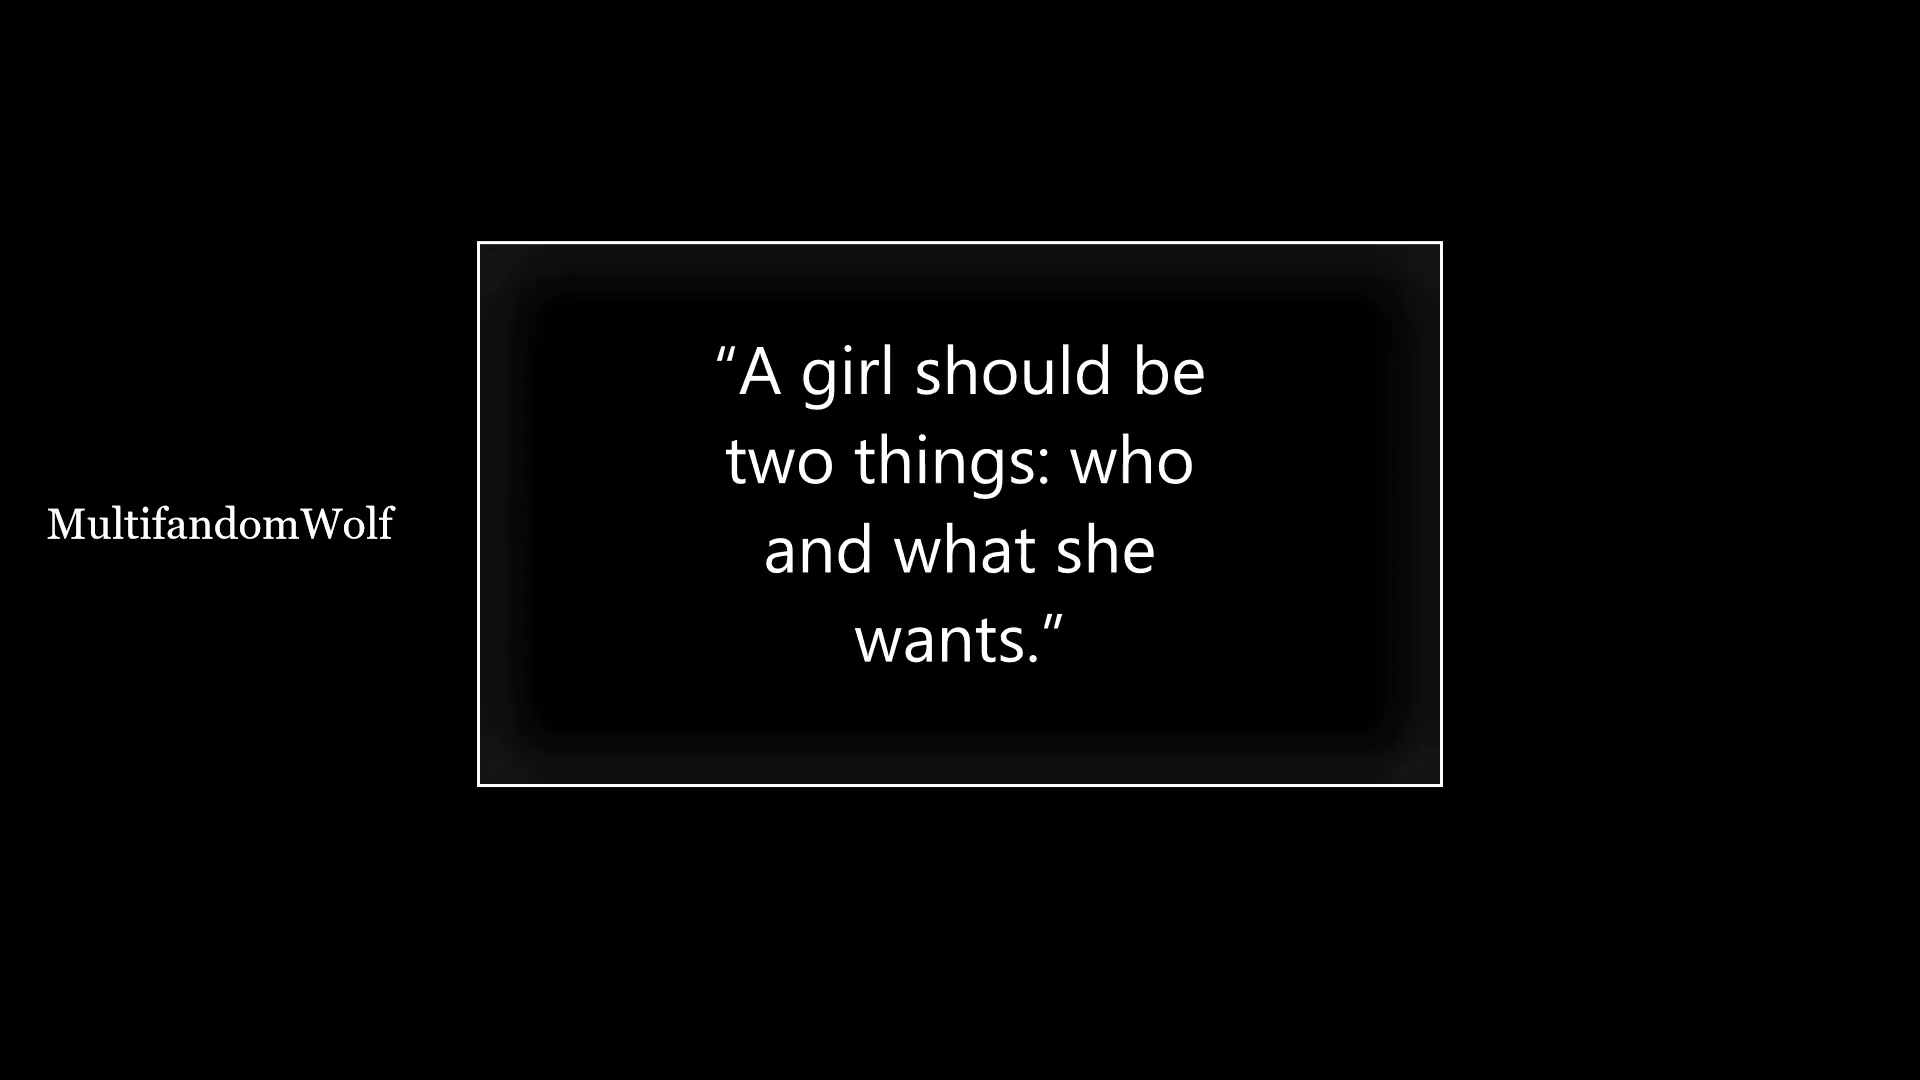 MultifandomWolf
“A girl should be
two things: who
and what she
wants.”